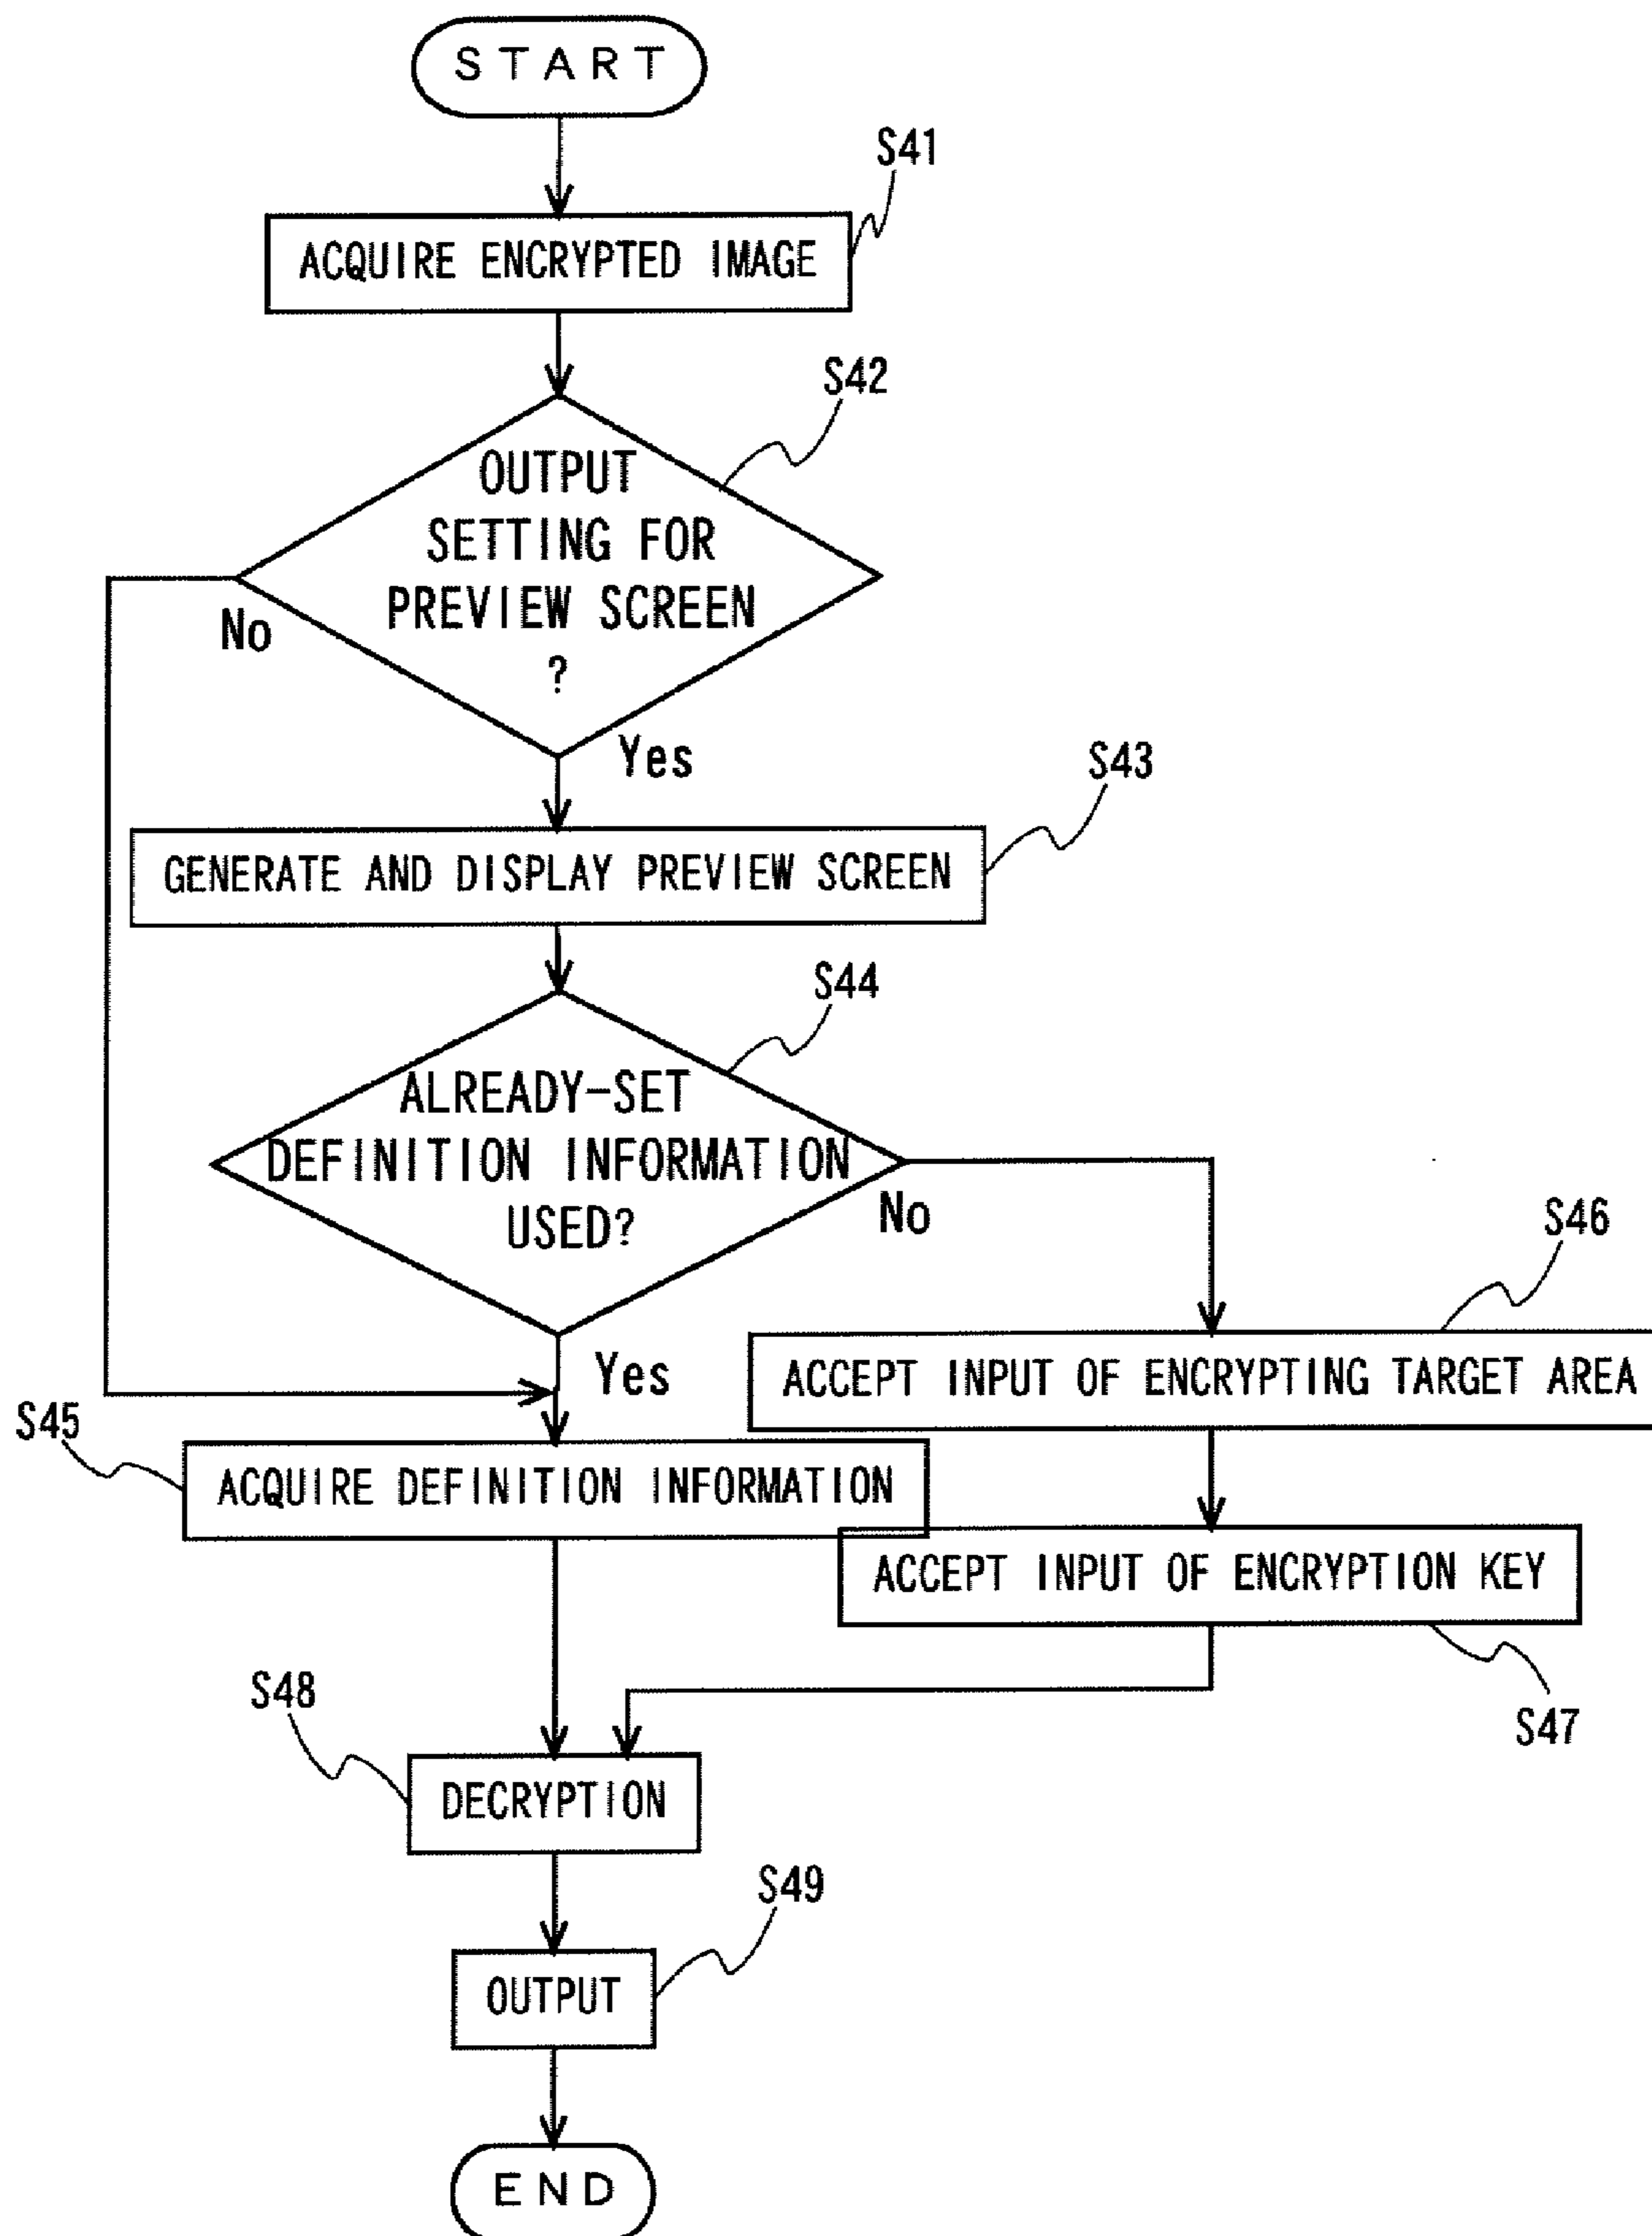 START
S41
ACQUIRE ENCRYPTED IMAGE
S42
OUTPUT
SETTING FOR
PREVIEW SCREEN
?
No
Yes
S43
GENERATE AND DISPLAY PREVIEW SCREEN
S44
ALREADY-SET
DEFINITION INFORMATION
USED?
No
Yes
S46
ACCEPT INPUT OF ENCRYPTING TARGET AREA
S45
ACQUIRE DEFINITION INFORMATION
ACCEPT INPUT OF ENCRYPTION KEY
S47
S48
DECRYPTION
S49
OUTPUT
END